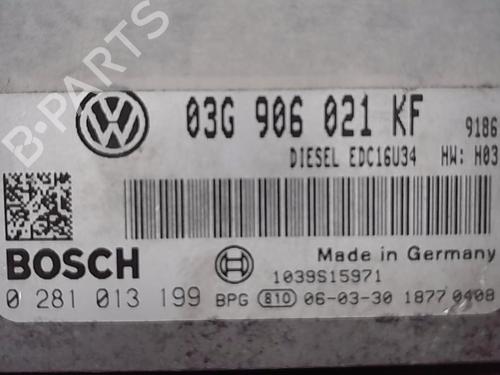 B-PARTS
03G 906 021 KF 9186
DIESEL EDC16U34 HW: H03
BOSCH
Made in Germany
1039S15971
0 281 013 199 BPG 810 06-03-30 1877 0408